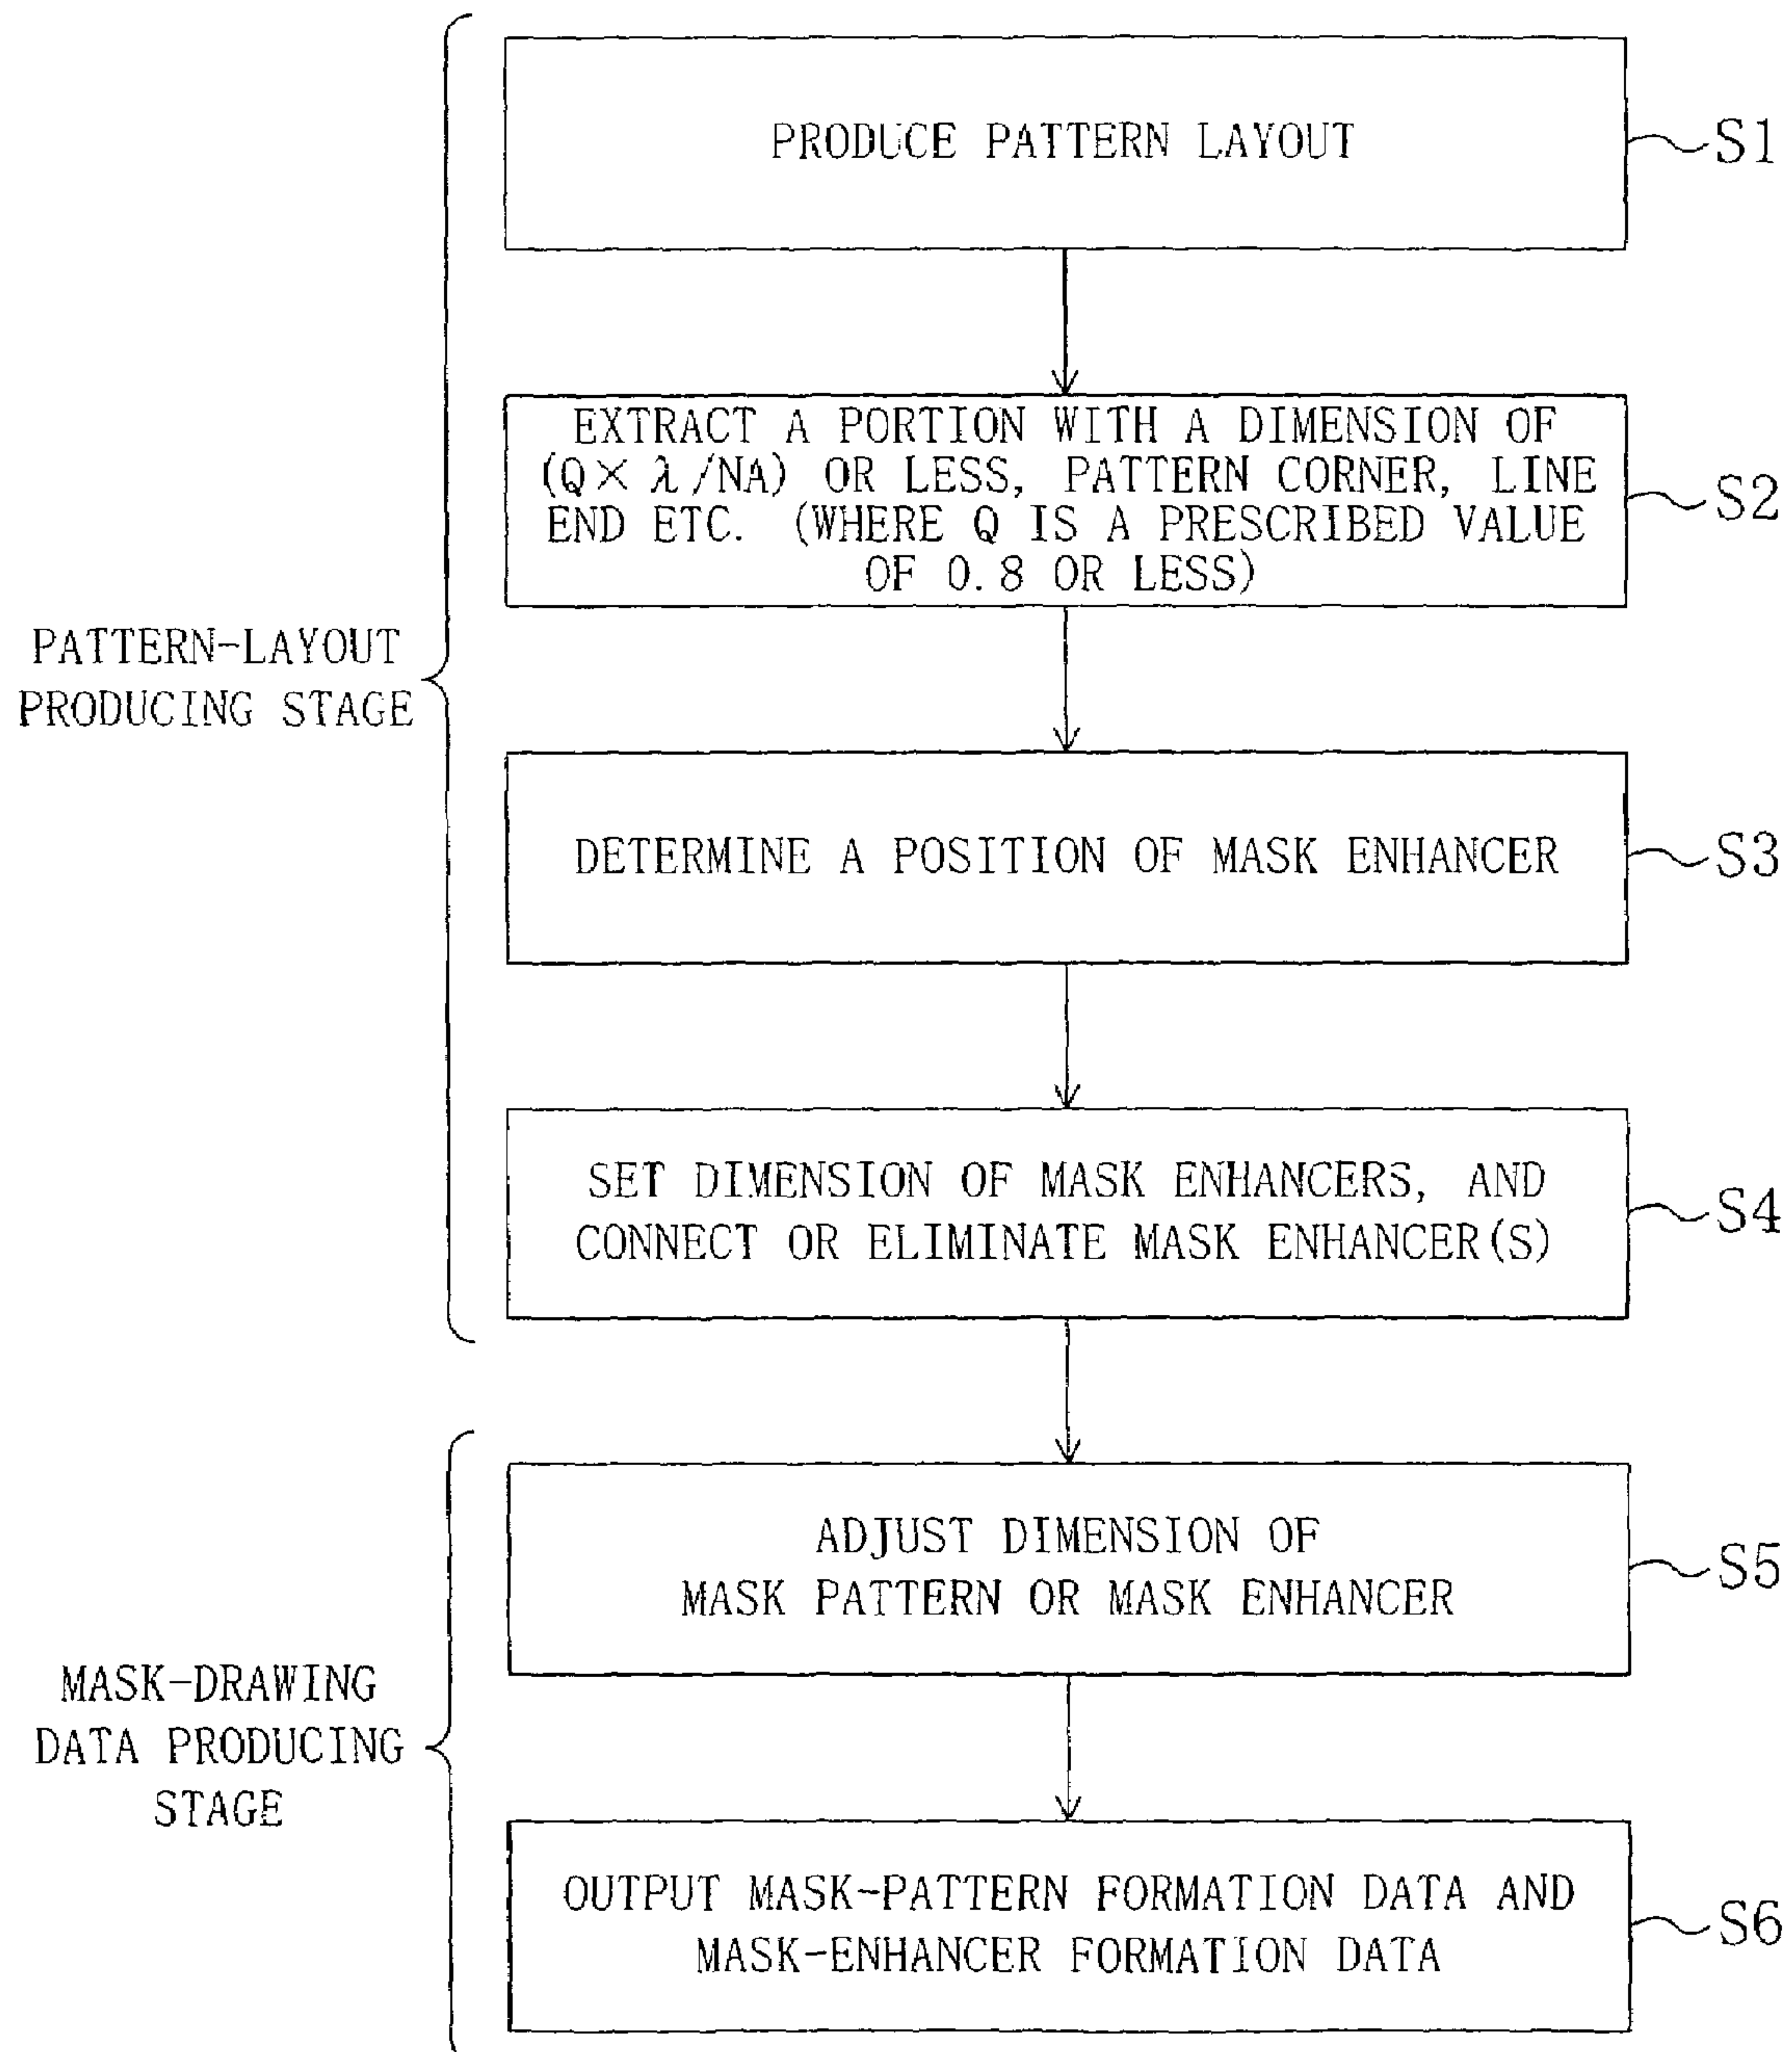 PATTERN-LAYOUT
PRODUCING STAGE
PRODUCE PATTERN LAYOUT
S1
EXTRACT A PORTION WITH A DIMENSION OF
(Q× λ/NA) OR LESS, PATTERN CORNER, LINE
END ETC. (WHERE Q IS A PRESCRIBED VALUE
OF 0.8 OR LESS)
S2
DETERMINE A POSITION OF MASK ENHANCER
S3
SET DIMENSION OF MASK ENHANCERS, AND
CONNECT OR ELIMINATE MASK ENHANCER(S)
S4
MASK-DRAWING
DATA PRODUCING
STAGE
ADJUST DIMENSION OF
MASK PATTERN OR MASK ENHANCER
S5
OUTPUT MASK-PATTERN FORMATION DATA AND
MASK-ENHANCER FORMATION DATA
S6